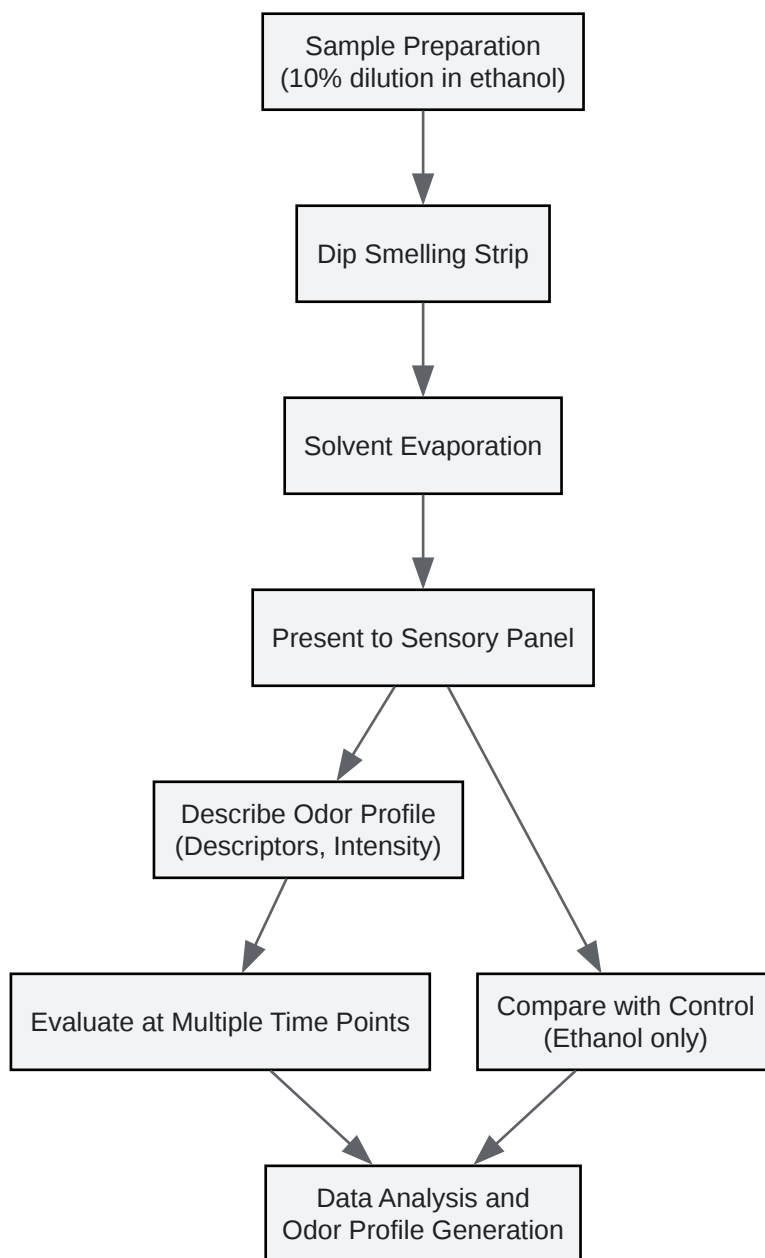 Sample Preparation
(10% dilution in ethanol)
Dip Smelling Strip
Solvent Evaporation
Present to Sensory Panel
Describe Odor Profile
(Descriptors, Intensity)
Evaluate at Multiple Time Points
Compare with Control
(Ethanol only)
Data Analysis and
Odor Profile Generation